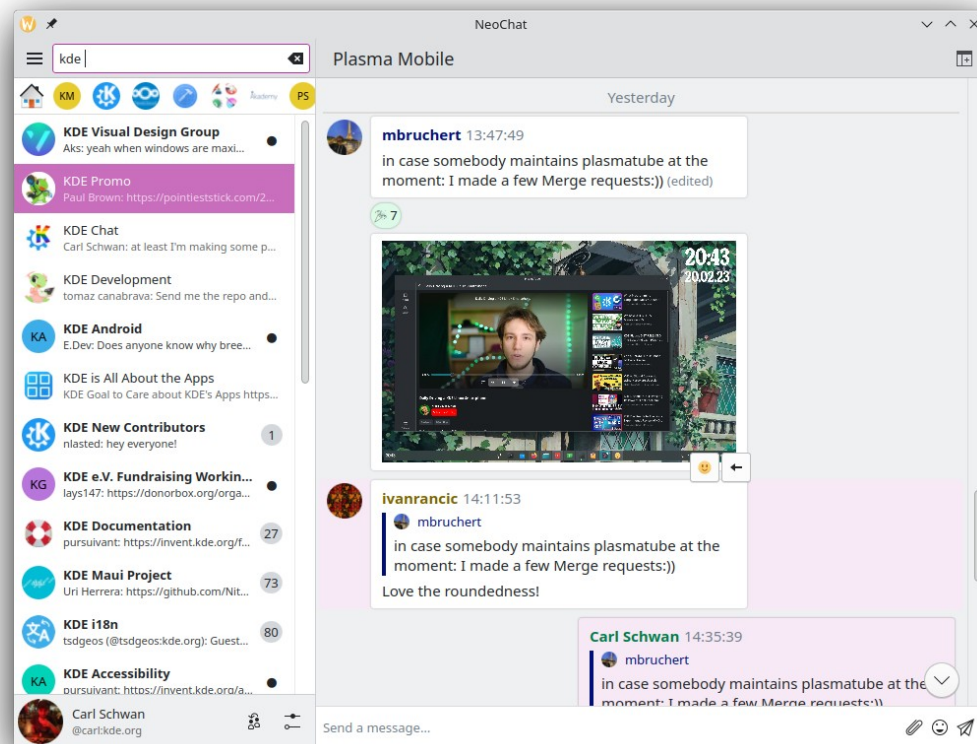 NeoChat
kde
Plasma Mobile
KM
Akademy
PS
KDE Visual Design Group
Aks: yeah when windows are maxi...
KDE Promo
Paul Brown: https://pointieststick.com/2...
KDE Chat
Carl Schwan: at least I'm making some p...
KDE Development
tomaz canabrava: Send me the repo and...
KA
KDE Android
E.Dev: Does anyone know why bree...
KDE is All About the Apps
KDE Goal to Care about KDE's Apps https...
KDE New Contributors
nlasted: hey everyone!
1
KG
KDE e.V. Fundraising Workin...
lays147: https://donorbox.org/orga...
KDE Documentation
pursuivant: https://invent.kde.org/f...
27
KDE Maui Project
Uri Herrera: https://github.com/Nit...
73
KDE i18n
tsdgeos (@tsdgeos:kde.org): Guest...
80
KA
KDE Accessibility
pursuivant: https://invent.kde.org/a...
Carl Schwan
@carl:kde.org
Yesterday
mbruchert 13:47:49
in case somebody maintains plasmatube at the
moment: I made a few Merge requests:)) (edited)
7
20:43
20.02.23
ivanrancic 14:11:53
mbruchert
in case somebody maintains plasmatube at the
moment: I made a few Merge requests:))
Love the roundedness!
Carl Schwan 14:35:39
mbruchert
in case somebody maintains plasmatube at the
moment: I made a few Merge requests:))
Send a message...